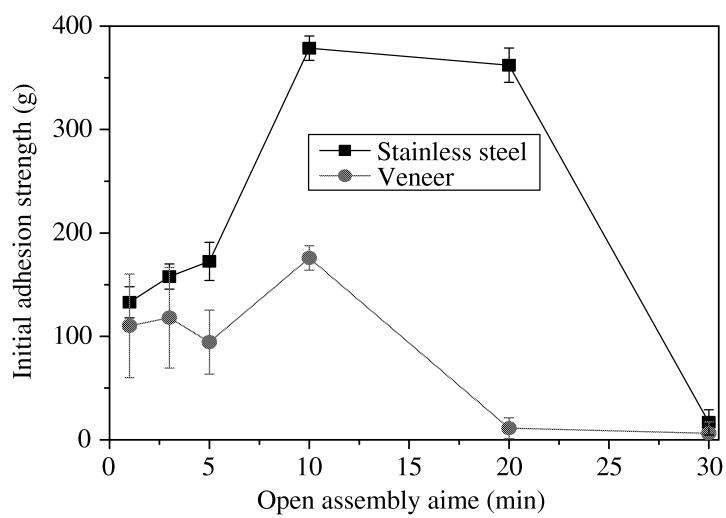 400
300
200
100
0
Initial adhesion strength (g)
Stainless steel
Veneer
0 5 10 15 20 25 30
Open assembly aime (min)